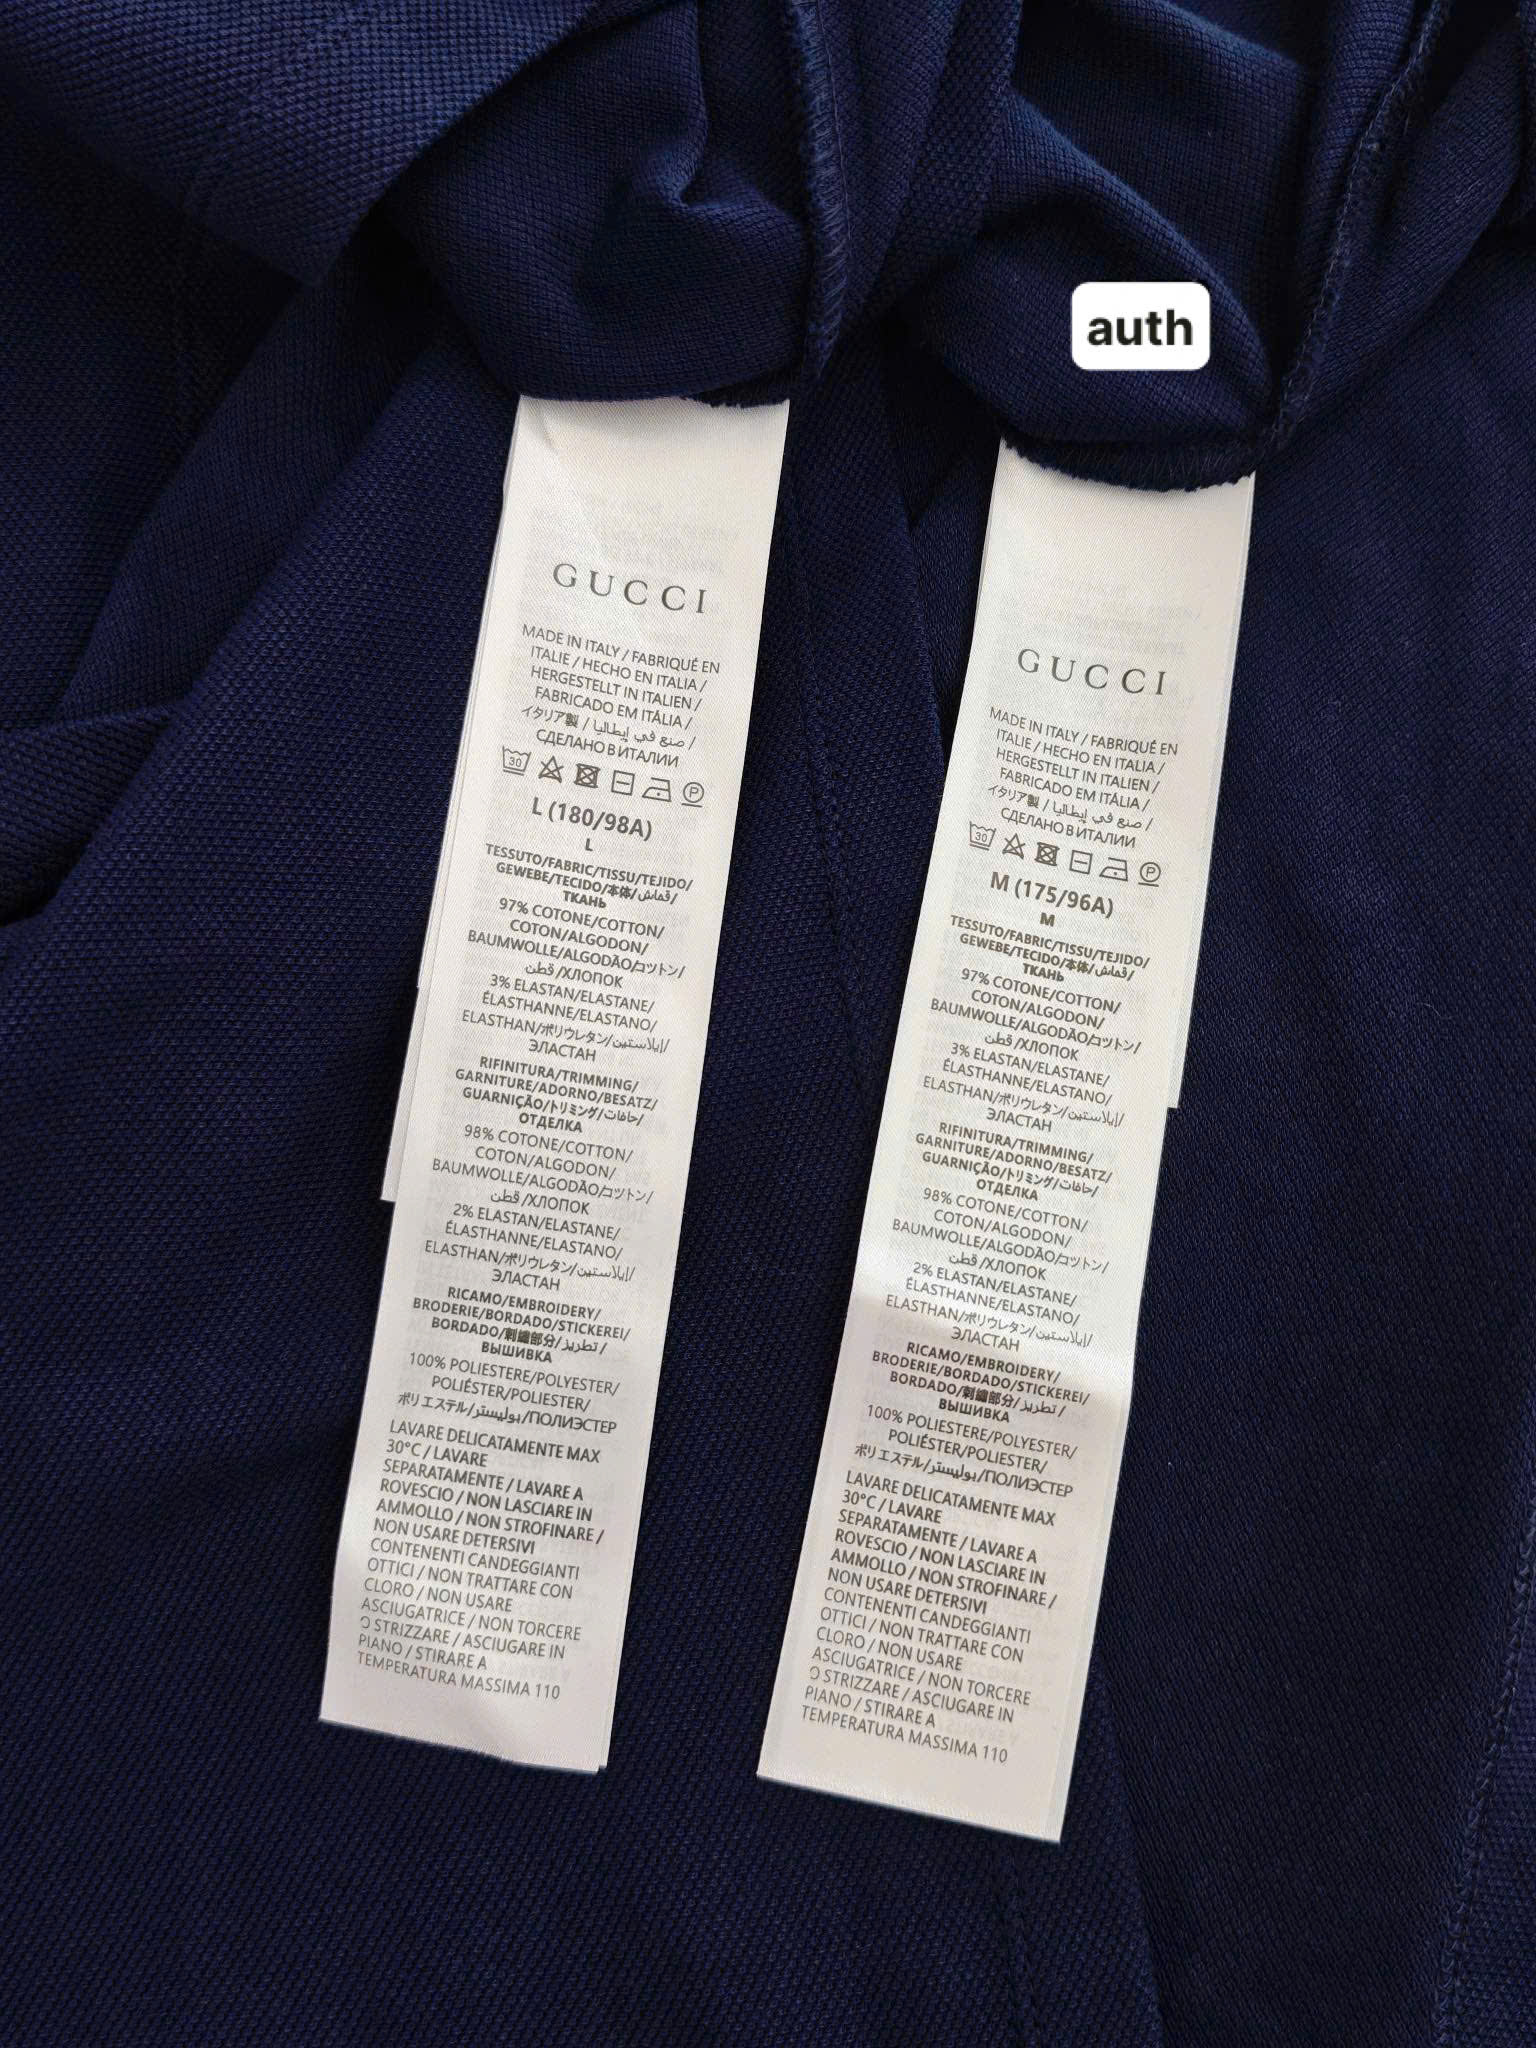 auth
GUCCI
MADE IN ITALY / FABRIQUÉ EN
ITALIE / HECHO EN ITALIA /
HERGESTELLT IN ITALIEN /
FABRICADO EM ITÁLIA /
イタリア製 / صنع في إيطاليا /
СДЕЛАНО В ИТАЛИИ
30
P
L (180/98A)
L
TESSUTO/FABRIC/TISSU/TEJIDO/
GEWEBE/TECIDO/本体/قماش/
ТКАНЬ
97% COTONE/COTTON/
COTON/ALGODON/
BAUMWOLLE/ALGODÃO/コットン/
قطن/ХЛОПОК
3% ELASTAN/ELASTANE/
ÉLASTHANNE/ELASTANO/
ELASTHAN/ポリウレタン/إيلاستين/
ЭЛАСТАН
RIFINITURA/TRIMMING/
GARNITURE/ADORNO/BESATZ/
GUARNIÇÃO/トリミング/حافات/
ОТДЕЛКА
98% COTONE/COTTON/
COTON/ALGODON/
BAUMWOLLE/ALGODÃO/コットン/
قطن/ХЛОПОК
2% ELASTAN/ELASTANE/
ÉLASTHANNE/ELASTANO/
ELASTHAN/ポリウレタン/إيلاستين/
ЭЛАСТАН
RICAMO/EMBROIDERY/
BRODERIE/BORDADO/STICKEREI/
BORDADO/刺繍部分/تطريز/
ВЫШИВКА
100% POLIESTERE/POLYESTER/
POLIÉSTER/POLIESTER/
ポリエステル/بوليستر/ПОЛИЭСТЕР
LAVARE DELICATAMENTE MAX
30°C / LAVARE
SEPARATAMENTE / LAVARE A
ROVESCIO / NON LASCIARE IN
AMMOLLO / NON STROFINARE /
NON USARE DETERSIVI
CONTENENTI CANDEGGIANTI
OTTICI / NON TRATTARE CON
CLORO / NON USARE
ASCIUGATRICE / NON TORCERE
O STRIZZARE / ASCIUGARE IN
PIANO / STIRARE A
TEMPERATURA MASSIMA 110
GUCCI
MADE IN ITALY / FABRIQUÉ EN
ITALIE / HECHO EN ITALIA /
HERGESTELLT IN ITALIEN /
FABRICADO EM ITÁLIA /
イタリア製 / صنع في إيطاليا /
СДЕЛАНО В ИТАЛИИ
30
P
M (175/96A)
M
TESSUTO/FABRIC/TISSU/TEJIDO/
GEWEBE/TECIDO/本体/قماش/
ТКАНЬ
97% COTONE/COTTON/
COTON/ALGODON/
BAUMWOLLE/ALGODÃO/コットン/
قطن/ХЛОПОК
3% ELASTAN/ELASTANE/
ÉLASTHANNE/ELASTANO/
ELASTHAN/ポリウレタン/إيلاستين/
ЭЛАСТАН
RIFINITURA/TRIMMING/
GARNITURE/ADORNO/BESATZ/
GUARNIÇÃO/トリミング/حافات/
ОТДЕЛКА
98% COTONE/COTTON/
COTON/ALGODON/
BAUMWOLLE/ALGODÃO/コットン/
قطن/ХЛОПОК
2% ELASTAN/ELASTANE/
ÉLASTHANNE/ELASTANO/
ELASTHAN/ポリウレタン/إيلاستين/
ЭЛАСТАН
RICAMO/EMBROIDERY/
BRODERIE/BORDADO/STICKEREI/
BORDADO/刺繍部分/تطريز/
ВЫШИВКА
100% POLIESTERE/POLYESTER/
POLIÉSTER/POLIESTER/
ポリエステル/بوليستر/ПОЛИЭСТЕР
LAVARE DELICATAMENTE MAX
30°C / LAVARE
SEPARATAMENTE / LAVARE A
ROVESCIO / NON LASCIARE IN
AMMOLLO / NON STROFINARE /
NON USARE DETERSIVI
CONTENENTI CANDEGGIANTI
OTTICI / NON TRATTARE CON
CLORO / NON USARE
ASCIUGATRICE / NON TORCERE
O STRIZZARE / ASCIUGARE IN
PIANO / STIRARE A
TEMPERATURA MASSIMA 110